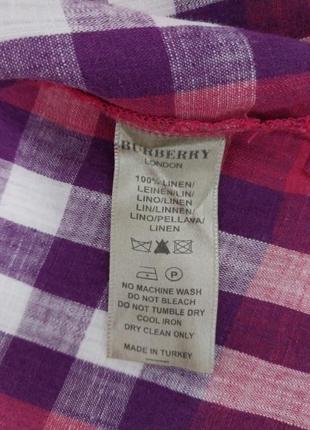 BURBERRY
LONDON
100% LINEN/
LEINEN/LIN/
LINO/LINEN/
LIN/LINNEN/
LINO/PELLAVA/
LINEN
P
NO MACHINE WASH
DO NOT BLEACH
DO NOT TUMBLE DRY
COOL IRON
DRY CLEAN ONLY
MADE IN TURKEY